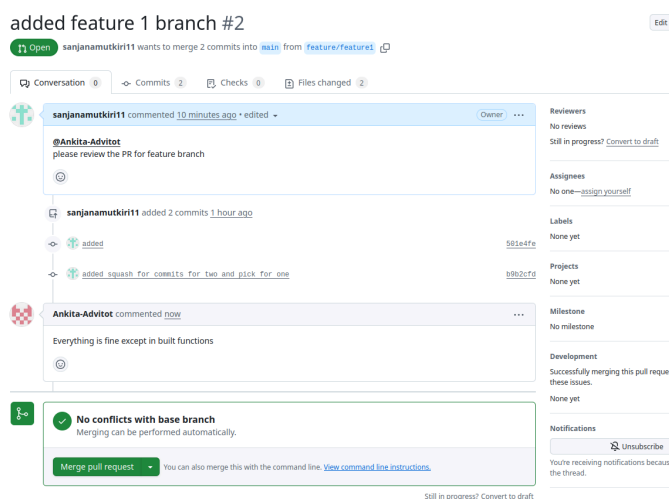 added feature 1 branch #2
Edit
Open sanjanamutkiri11 wants to merge 2 commits into main from feature/feature1
Conversation 0 Commits 2 Checks 0 Files changed 2
sanjanamutkiri11 commented 10 minutes ago • edited Owner ...
@Ankita-Advitot
please review the PR for feature branch
sanjanamutkiri11 added 2 commits 1 hour ago
added 501e4fe
added squash for commits for two and pick for one b9b2cfd
Ankita-Advitot commented now ...
Everything is fine except in built functions
No conflicts with base branch
Merging can be performed automatically.
Merge pull request You can also merge this with the command line. View command line instructions.
Still in progress? Convert to draft
Reviewers
No reviews
Still in progress? Convert to draft
Assignees
No one—assign yourself
Labels
None yet
Projects
None yet
Milestone
No milestone
Development
Successfully merging this pull reque
these issues.
None yet
Notifications
Unsubscribe
You're receiving notifications becaus
the thread.